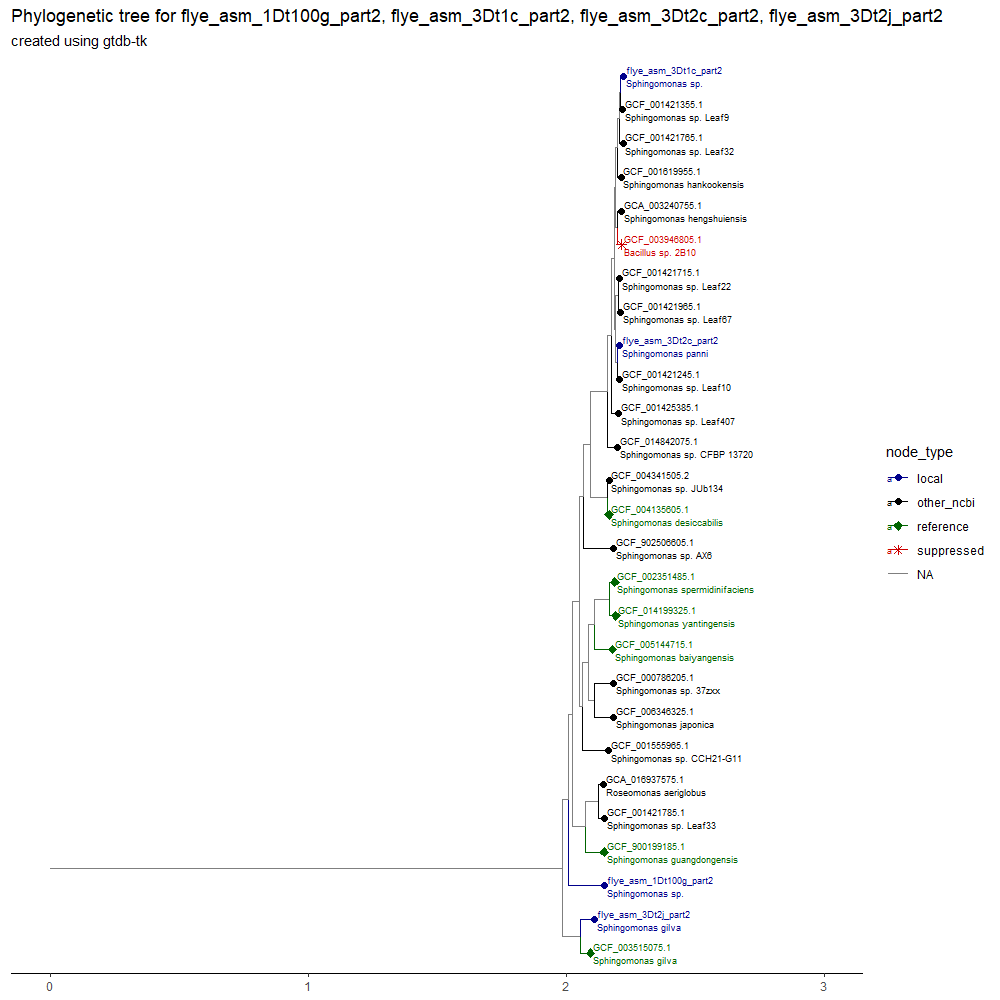 Phylogenetic tree for flye_asm_1Dt100g_part2, flye_asm_3Dt1c_part2, flye_asm_3Dt2c_part2, flye_asm_3Dt2j_part2
created using gtdb-tk
flye_asm_3Dt1c_part2
Sphingomonas sp.
GCF_001421355.1
Sphingomonas sp. Leaf9
GCF_001421765.1
Sphingomonas sp. Leaf32
GCF_001619955.1
Sphingomonas hankookensis
GCA_003240755.1
Sphingomonas hengshuiensis
GCF_003946805.1
Bacillus sp. 2B10
GCF_001421715.1
Sphingomonas sp. Leaf22
GCF_001421965.1
Sphingomonas sp. Leaf67
flye_asm_3Dt2c_part2
Sphingomonas panni
GCF_001421245.1
Sphingomonas sp. Leaf10
GCF_001425385.1
Sphingomonas sp. Leaf407
GCF_014842075.1
Sphingomonas sp. CFBP 13720
GCF_004341505.2
Sphingomonas sp. JUb134
GCF_004135605.1
Sphingomonas desiccabilis
GCF_902506605.1
Sphingomonas sp. AX6
GCF_002351485.1
Sphingomonas spermidinifaciens
GCF_014199325.1
Sphingomonas yantingensis
GCF_005144715.1
Sphingomonas baiyangensis
GCF_000786205.1
Sphingomonas sp. 37zxx
GCF_006346325.1
Sphingomonas japonica
GCF_001555965.1
Sphingomonas sp. CCH21-G11
GCA_016937575.1
Roseomonas aeriglobus
GCF_001421785.1
Sphingomonas sp. Leaf33
GCF_900199185.1
Sphingomonas guangdongensis
flye_asm_1Dt100g_part2
Sphingomonas sp.
flye_asm_3Dt2j_part2
Sphingomonas gilva
GCF_003515075.1
Sphingomonas gilva
0 1 2 3
node_type
a local
a other_ncbi
a reference
a suppressed
NA